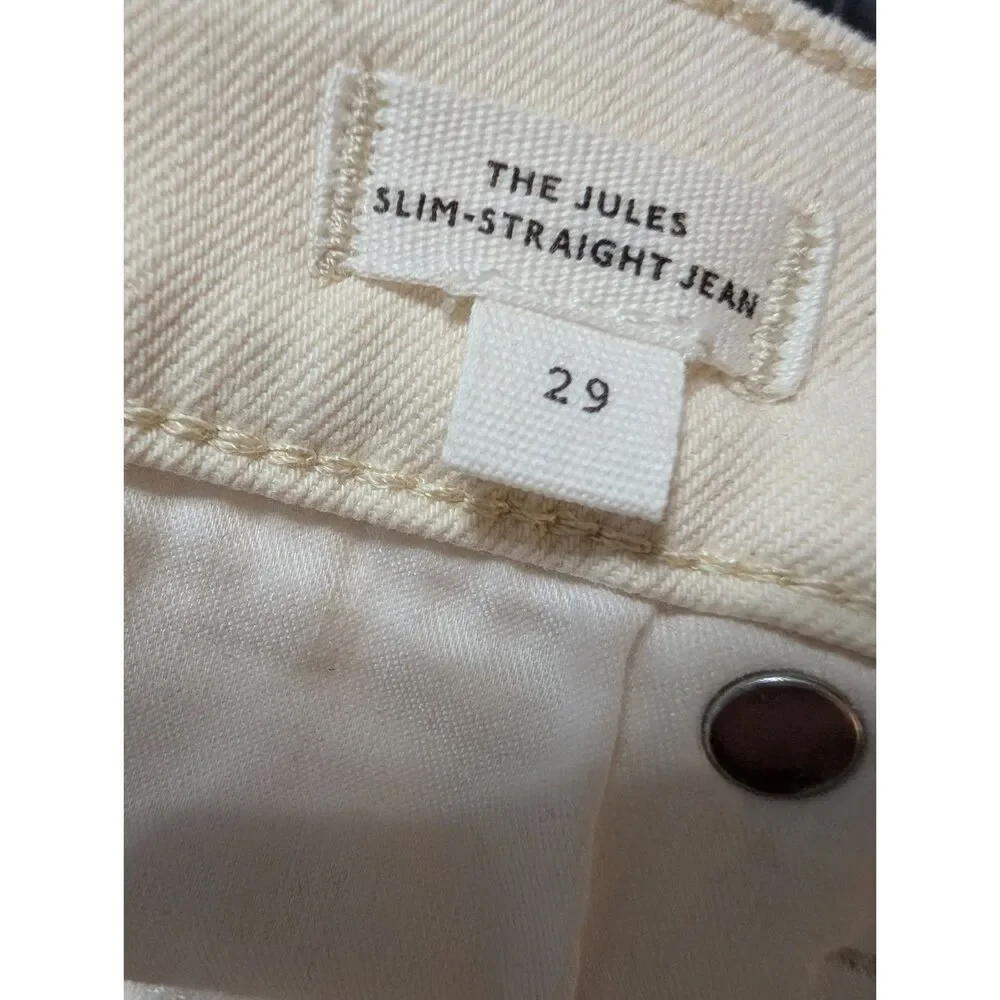 THE JULES
SLIM-STRAIGHT JEAN
29